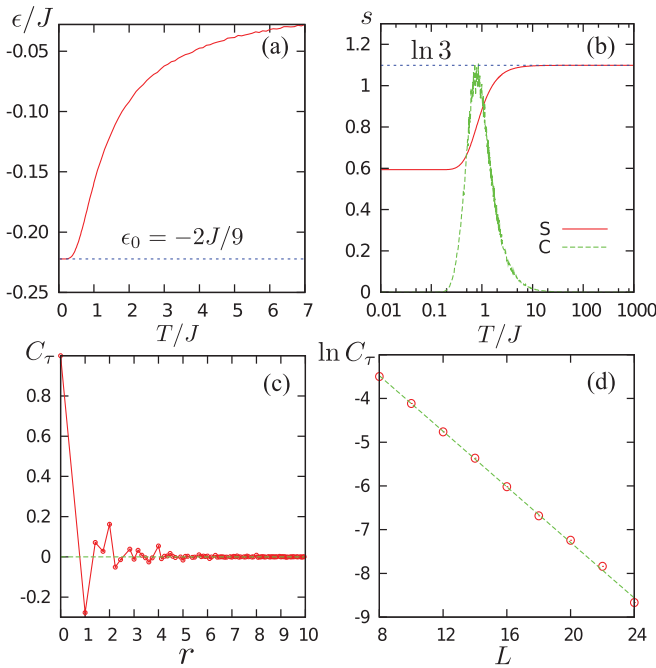 ϵ/J
(a)
-0.05
-0.10
-0.15
-0.20
-0.25
ϵ₀ = −2J/9
0 1 2 3 4 5 6 7
T/J
s
(b)
ln 3
1.2
1
0.8
0.6
0.4
0.2
0
S
C
0.01 0.1 1 10 100 1000
T/J
C_τ
(c)
0.8
0.6
0.4
0.2
0
-0.2
0 1 2 3 4 5 6 7 8 9 10
r
ln C_τ
(d)
-4
-5
-6
-7
-8
-9
8 12 16 20 24
L